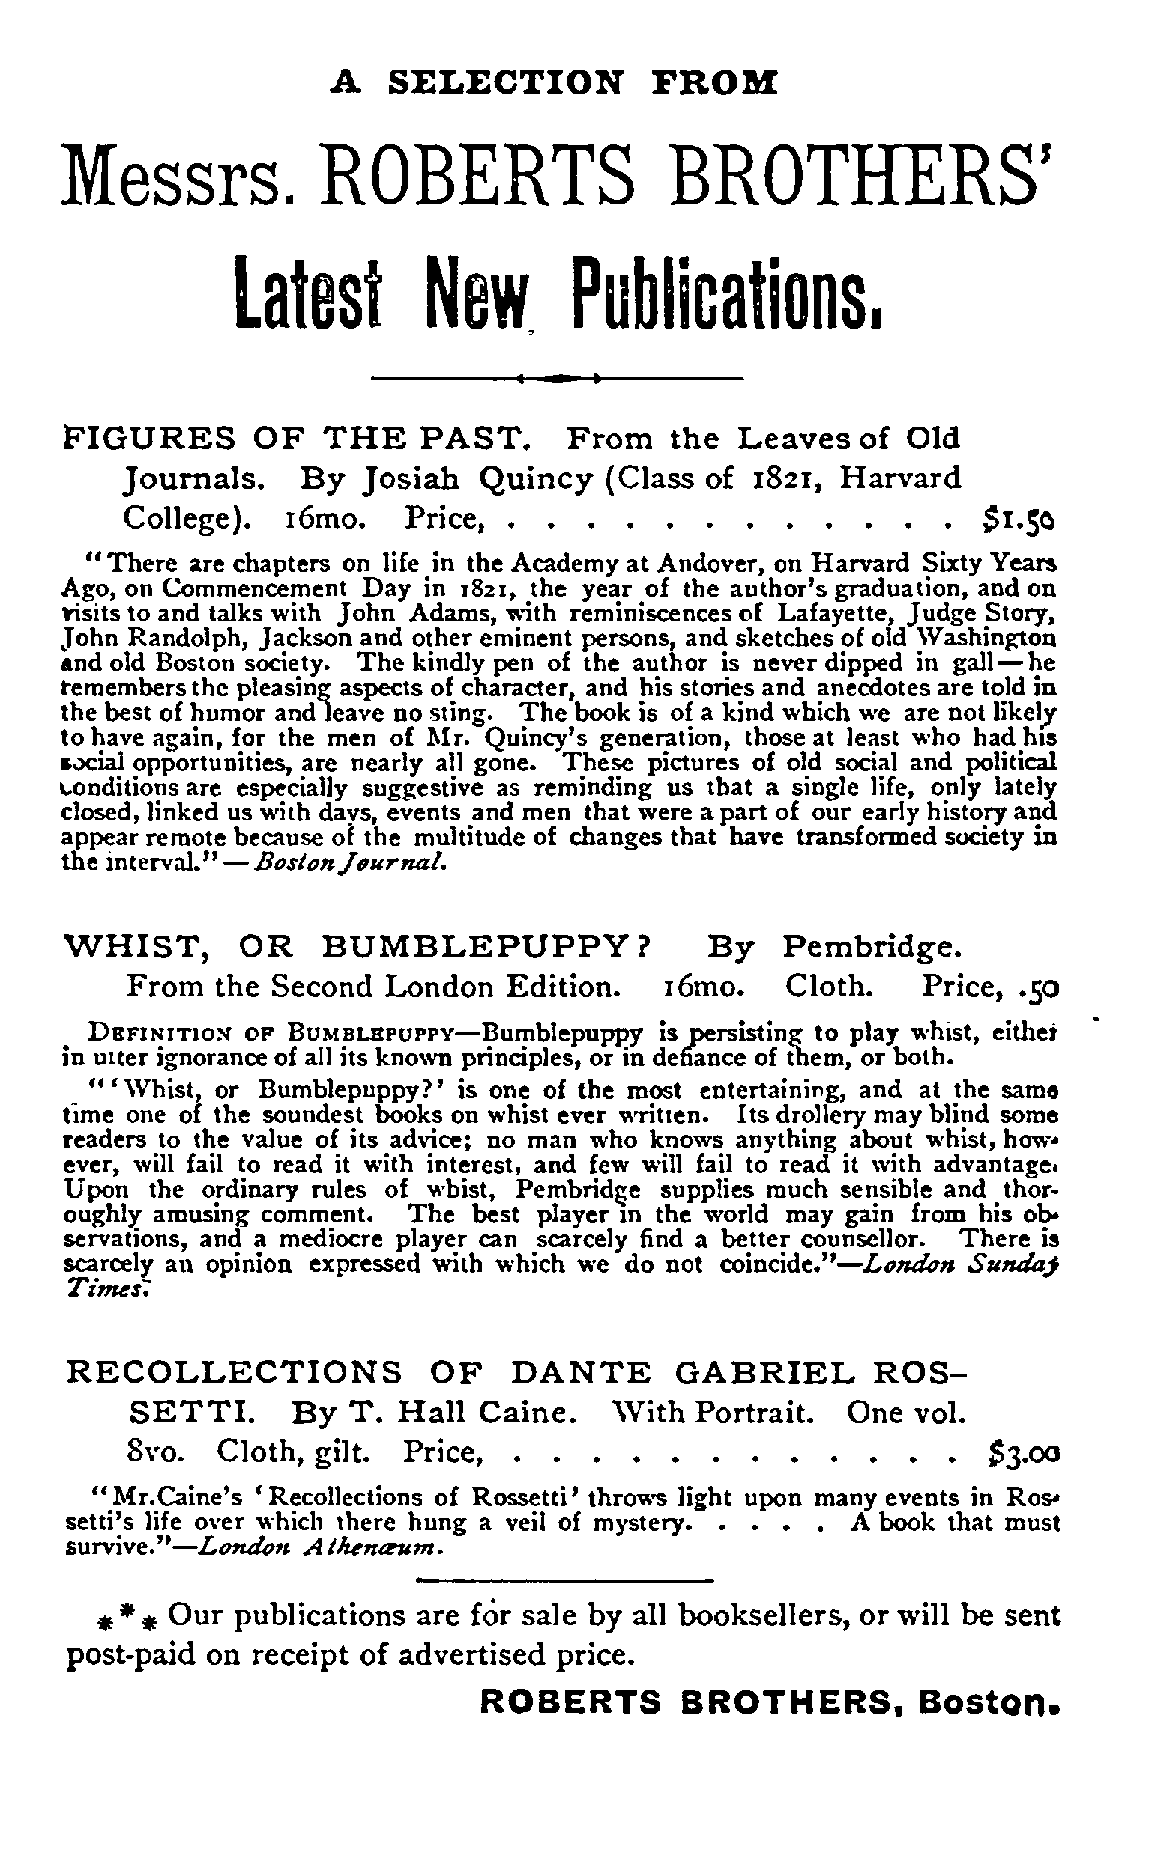 A SELECTION FROM
Messrs. ROBERTS BROTHERS'
Latest New Publications.
FIGURES OF THE PAST. From the Leaves of Old
Journals. By Josiah Quincy (Class of 1821, Harvard
College). 16mo. Price, . . . . . . . . . . . . $1.50
"There are chapters on life in the Academy at Andover, on Harvard Sixty Years
Ago, on Commencement Day in 1821, the year of the author's graduation, and on
visits to and talks with John Adams, with reminiscences of Lafayette, Judge Story,
John Randolph, Jackson and other eminent persons, and sketches of old Washington
and old Boston society. The kindly pen of the author is never dipped in gall—he
remembers the pleasing aspects of character, and his stories and anecdotes are told in
the best of humor and leave no sting. The book is of a kind which we are not likely
to have again, for the men of Mr. Quincy's generation, those at least who had his
social opportunities, are nearly all gone. These pictures of old social and political
conditions are especially suggestive as reminding us that a single life, only lately
closed, linked us with days, events and men that were a part of our early history and
appear remote because of the multitude of changes that have transformed society in
the interval."—Boston Journal.
WHIST, OR BUMBLEPUPPY? By Pembridge.
From the Second London Edition. 16mo. Cloth. Price, .50
DEFINITION OF BUMBLEPUPPY—Bumblepuppy is persisting to play whist, either
in utter ignorance of all its known principles, or in defiance of them, or both.
"'Whist, or Bumblepuppy?' is one of the most entertaining, and at the same
time one of the soundest books on whist ever written. Its drollery may blind some
readers to the value of its advice; no man who knows anything about whist, how-
ever, will fail to read it with interest, and few will fail to read it with advantage.
Upon the ordinary rules of whist, Pembridge supplies much sensible and thor-
oughly amusing comment. The best player in the world may gain from his ob-
servations, and a mediocre player can scarcely find a better counsellor. There is
scarcely an opinion expressed with which we do not coincide."—London Sunday
Times.
RECOLLECTIONS OF DANTE GABRIEL ROS-
SETTI. By T. Hall Caine. With Portrait. One vol.
8vo. Cloth, gilt. Price, . . . . . . . . . . . . $3.00
"Mr. Caine's 'Recollections of Rossetti' throws light upon many events in Ros-
setti's life over which there hung a veil of mystery. . . . . . A book that must
survive."—London Athenæum.
*** Our publications are for sale by all booksellers, or will be sent
post-paid on receipt of advertised price.
ROBERTS BROTHERS, Boston.